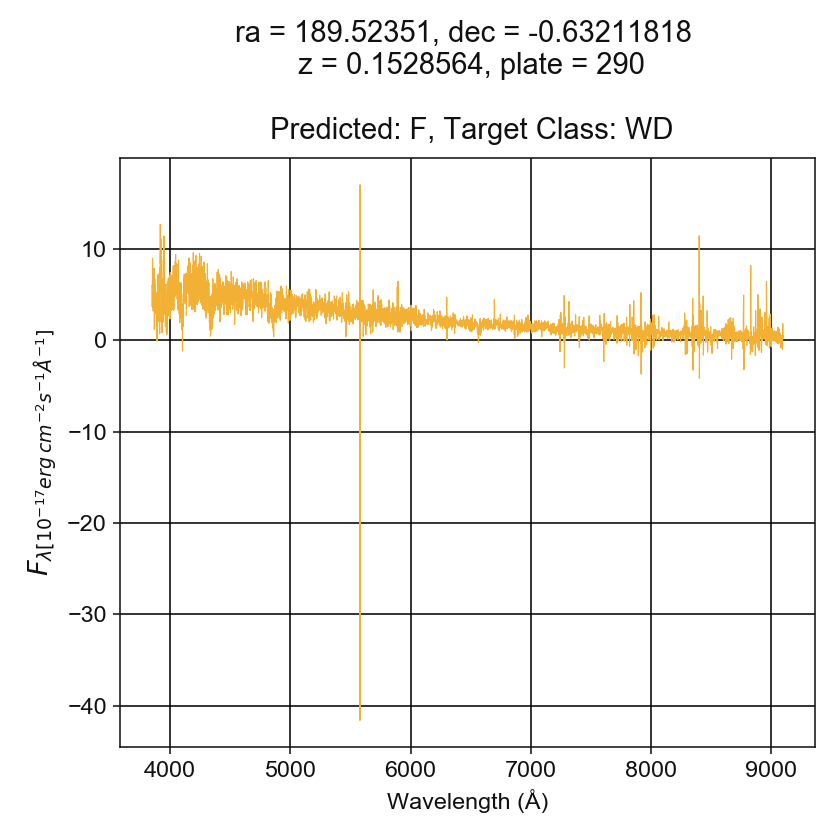 ra = 189.52351, dec = -0.63211818
z = 0.1528564, plate = 290
Predicted: F, Target Class: WD
10
0
−10
−20
−30
−40
F_{λ[10^{−17}erg cm^{−2}s^{−1}Å^{−1}]}
4000
5000
6000
7000
8000
9000
Wavelength (Å)